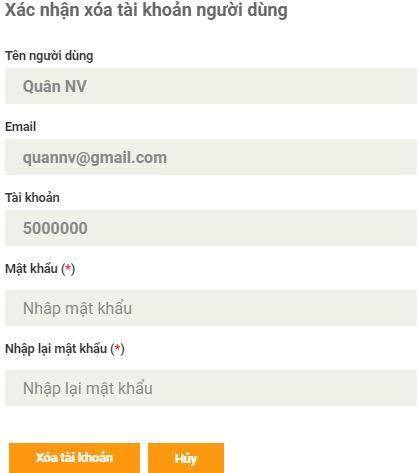 Xác nhận xóa tài khoản người dùng
Tên người dùng
Quân NV
Email
quannv@gmail.com
Tài khoản
5000000
Mật khẩu (*)
Nhâp mật khẩu
Nhập lại mật khẩu (*)
Nhập lại mật khẩu
Xóa tài khoản Hủy